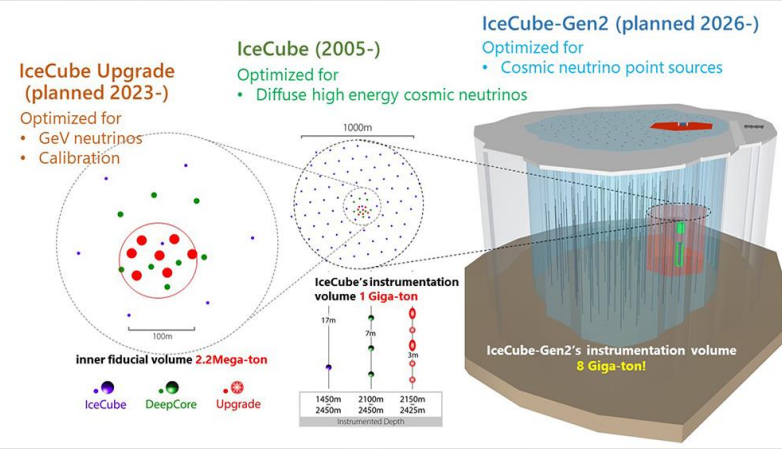 IceCube Upgrade
(planned 2023-)
Optimized for
• GeV neutrinos
• Calibration
100m
inner fiducial volume 2.2Mega-ton
IceCube
DeepCore
Upgrade
IceCube (2005-)
Optimized for
• Diffuse high energy cosmic neutrinos
1000m
IceCube's instrumentation
volume 1 Giga-ton
17m
7m
3m
1450m 2100m 2150m
2450m 2450m 2425m
Instrumented Depth
IceCube-Gen2 (planned 2026-)
Optimized for
• Cosmic neutrino point sources
IceCube-Gen2's instrumentation volume
8 Giga-ton!